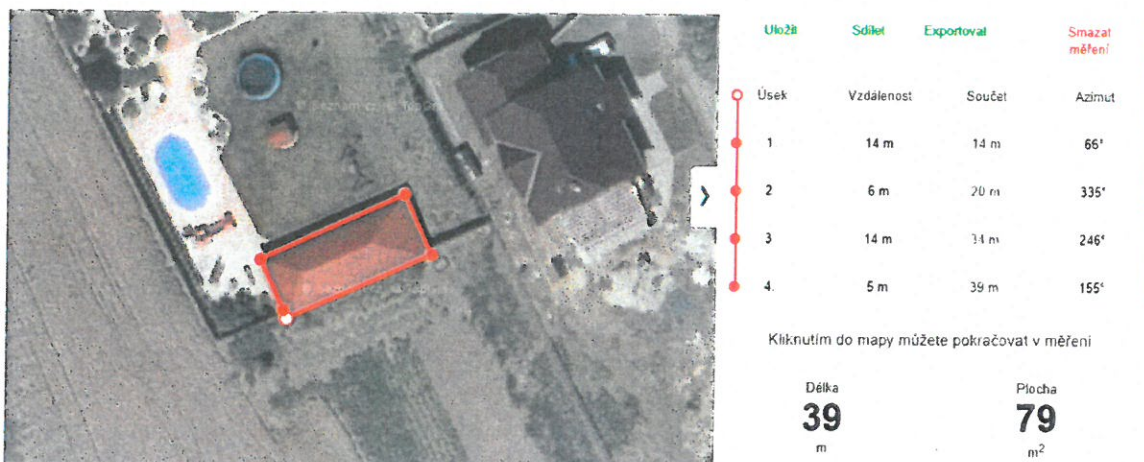 Uložit Sdílet Exportovat Smazat měření
Úsek Vzdálenost Součet Azimut
1 14 m 14 m 66°
2 6 m 20 m 335°
3 14 m 34 m 246°
4. 5 m 39 m 155°
Kliknutím do mapy můžete pokračovat v měření
Délka Plocha
39 79
m m²